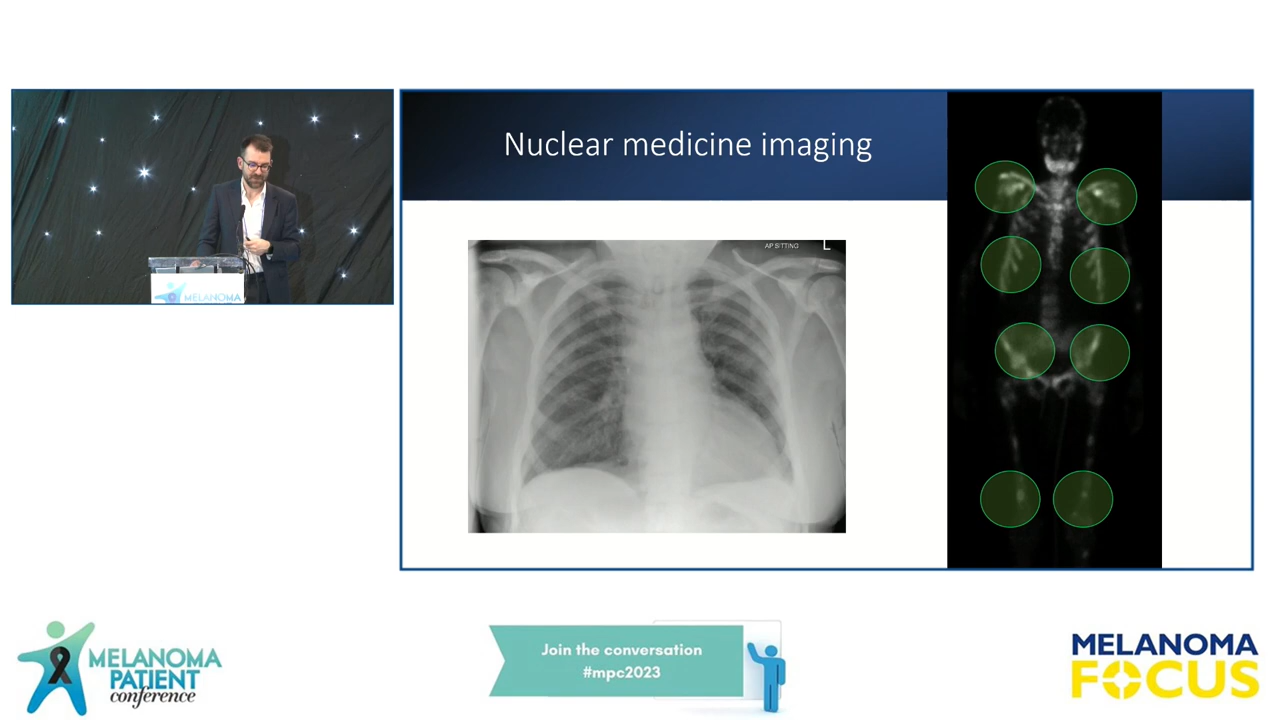 Nuclear medicine imaging
AP SITTING
L
MELANOMA
MELANOMA
PATIENT
conference
Join the conversation
#mpc2023
MELANOMA
FOCUS